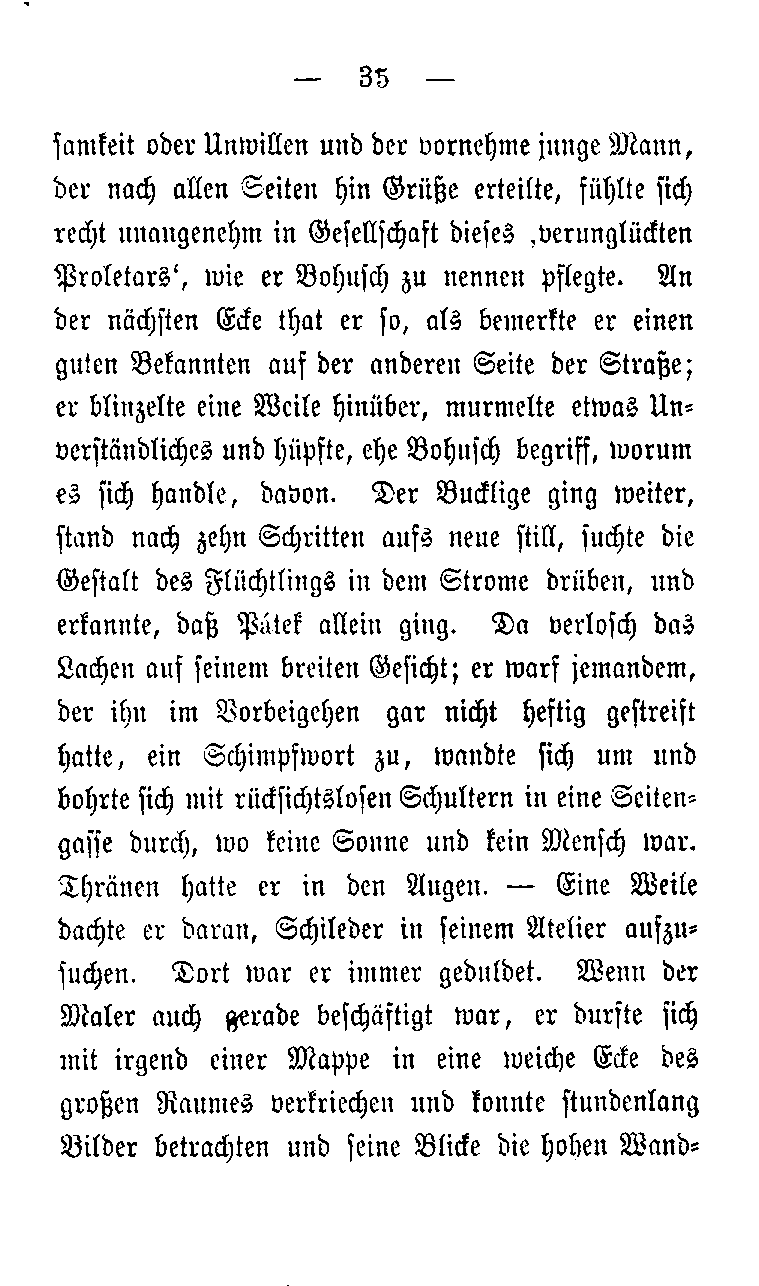 — 35 —
samkeit oder Unwillen und der vornehme junge Mann,
der nach allen Seiten hin Grüße erteilte, fühlte sich
recht unangenehm in Gesellschaft dieses ‚verunglückten
Proletars‘, wie er Bohusch zu nennen pflegte. An
der nächsten Ecke that er so, als bemerkte er einen
guten Bekannten auf der anderen Seite der Straße;
er blinzelte eine Weile hinüber, murmelte etwas Un-
verständliches und hüpfte, ehe Bohusch begriff, worum
es sich handle, davon. Der Bucklige ging weiter,
stand nach zehn Schritten aufs neue still, suchte die
Gestalt des Flüchtlings in dem Strome drüben, und
erkannte, daß Pátek allein ging. Da verlosch das
Lachen auf seinem breiten Gesicht; er warf jemandem,
der ihn im Vorbeigehen gar nicht heftig gestreift
hatte, ein Schimpfwort zu, wandte sich um und
bohrte sich mit rücksichtslosen Schultern in eine Seiten-
gasse durch, wo keine Sonne und kein Mensch war.
Thränen hatte er in den Augen. — Eine Weile
dachte er daran, Schileder in seinem Atelier aufzu-
suchen. Dort war er immer geduldet. Wenn der
Maler auch gerade beschäftigt war, er durfte sich
mit irgend einer Mappe in eine weiche Ecke des
großen Raumes verkriechen und konnte stundenlang
Bilder betrachten und seine Blicke die hohen Wand-